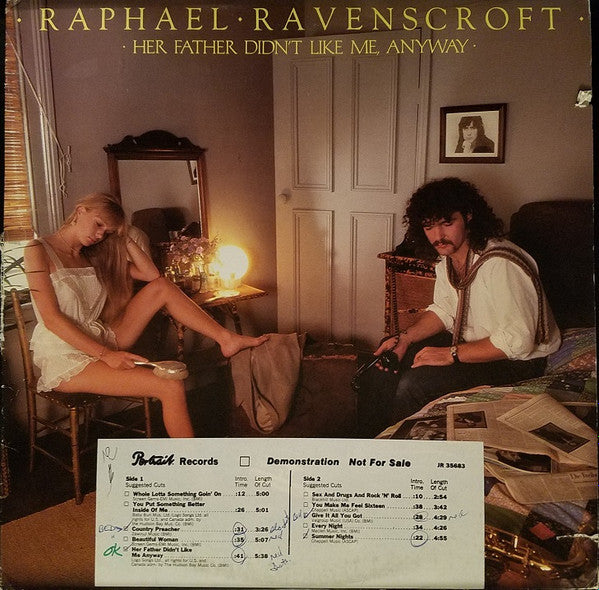 · RAPHAEL · RAVENSCROFT ·
· HER FATHER DIDN'T LIKE ME, ANYWAY ·
Portrait Records Demonstration Not For Sale JR 35683
Side 1
Suggested Cuts Intro. Time Length Of Cut
Whole Lotta Something Goin' On :12 5:00
You Put Something Better
Inside Of Me :26 5:01
Country Preacher :31 3:26
Beautiful Woman :35 5:07
OK Her Father Didn't Like
Me Anyway :41 5:38
Side 2
Suggested Cuts Intro. Time Length Of Cut
Sex And Drugs And Rock 'N' Roll :10 2:54
You Make Me Feel Sixteen :38 3:42
Give It All You Got :28 4:29
Every Night :34 4:26
Summer Nights :22 4:55